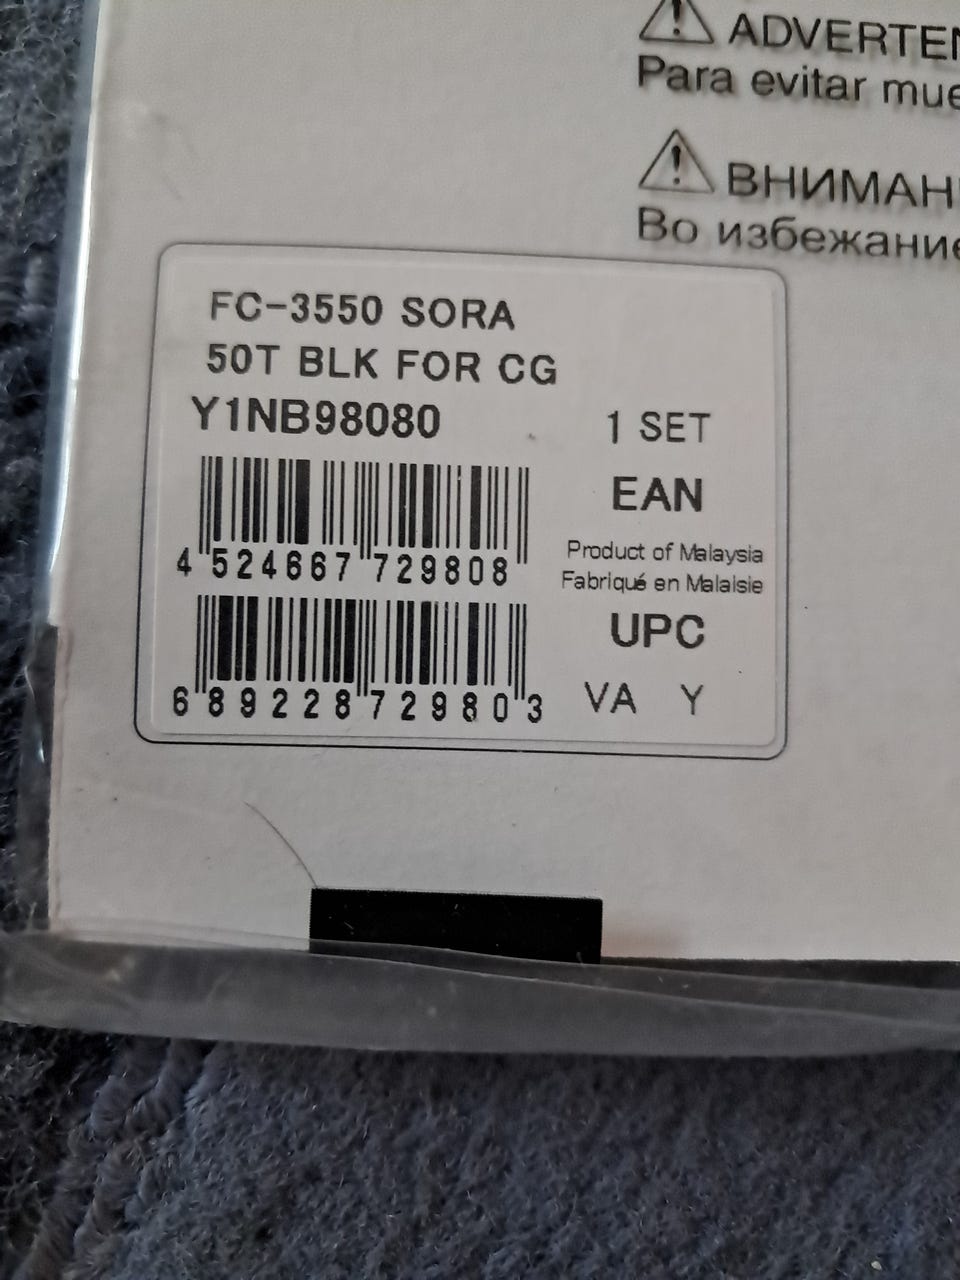 ADVERTEN
Para evitar mue
ВНИМАН
Во избежание
FC-3550 SORA
50T BLK FOR CG
Y1NB98080
1 SET
EAN
4 524667 729808
Product of Malaysia
Fabriqué en Malaisie
UPC
6 89228 72980 3
VA Y